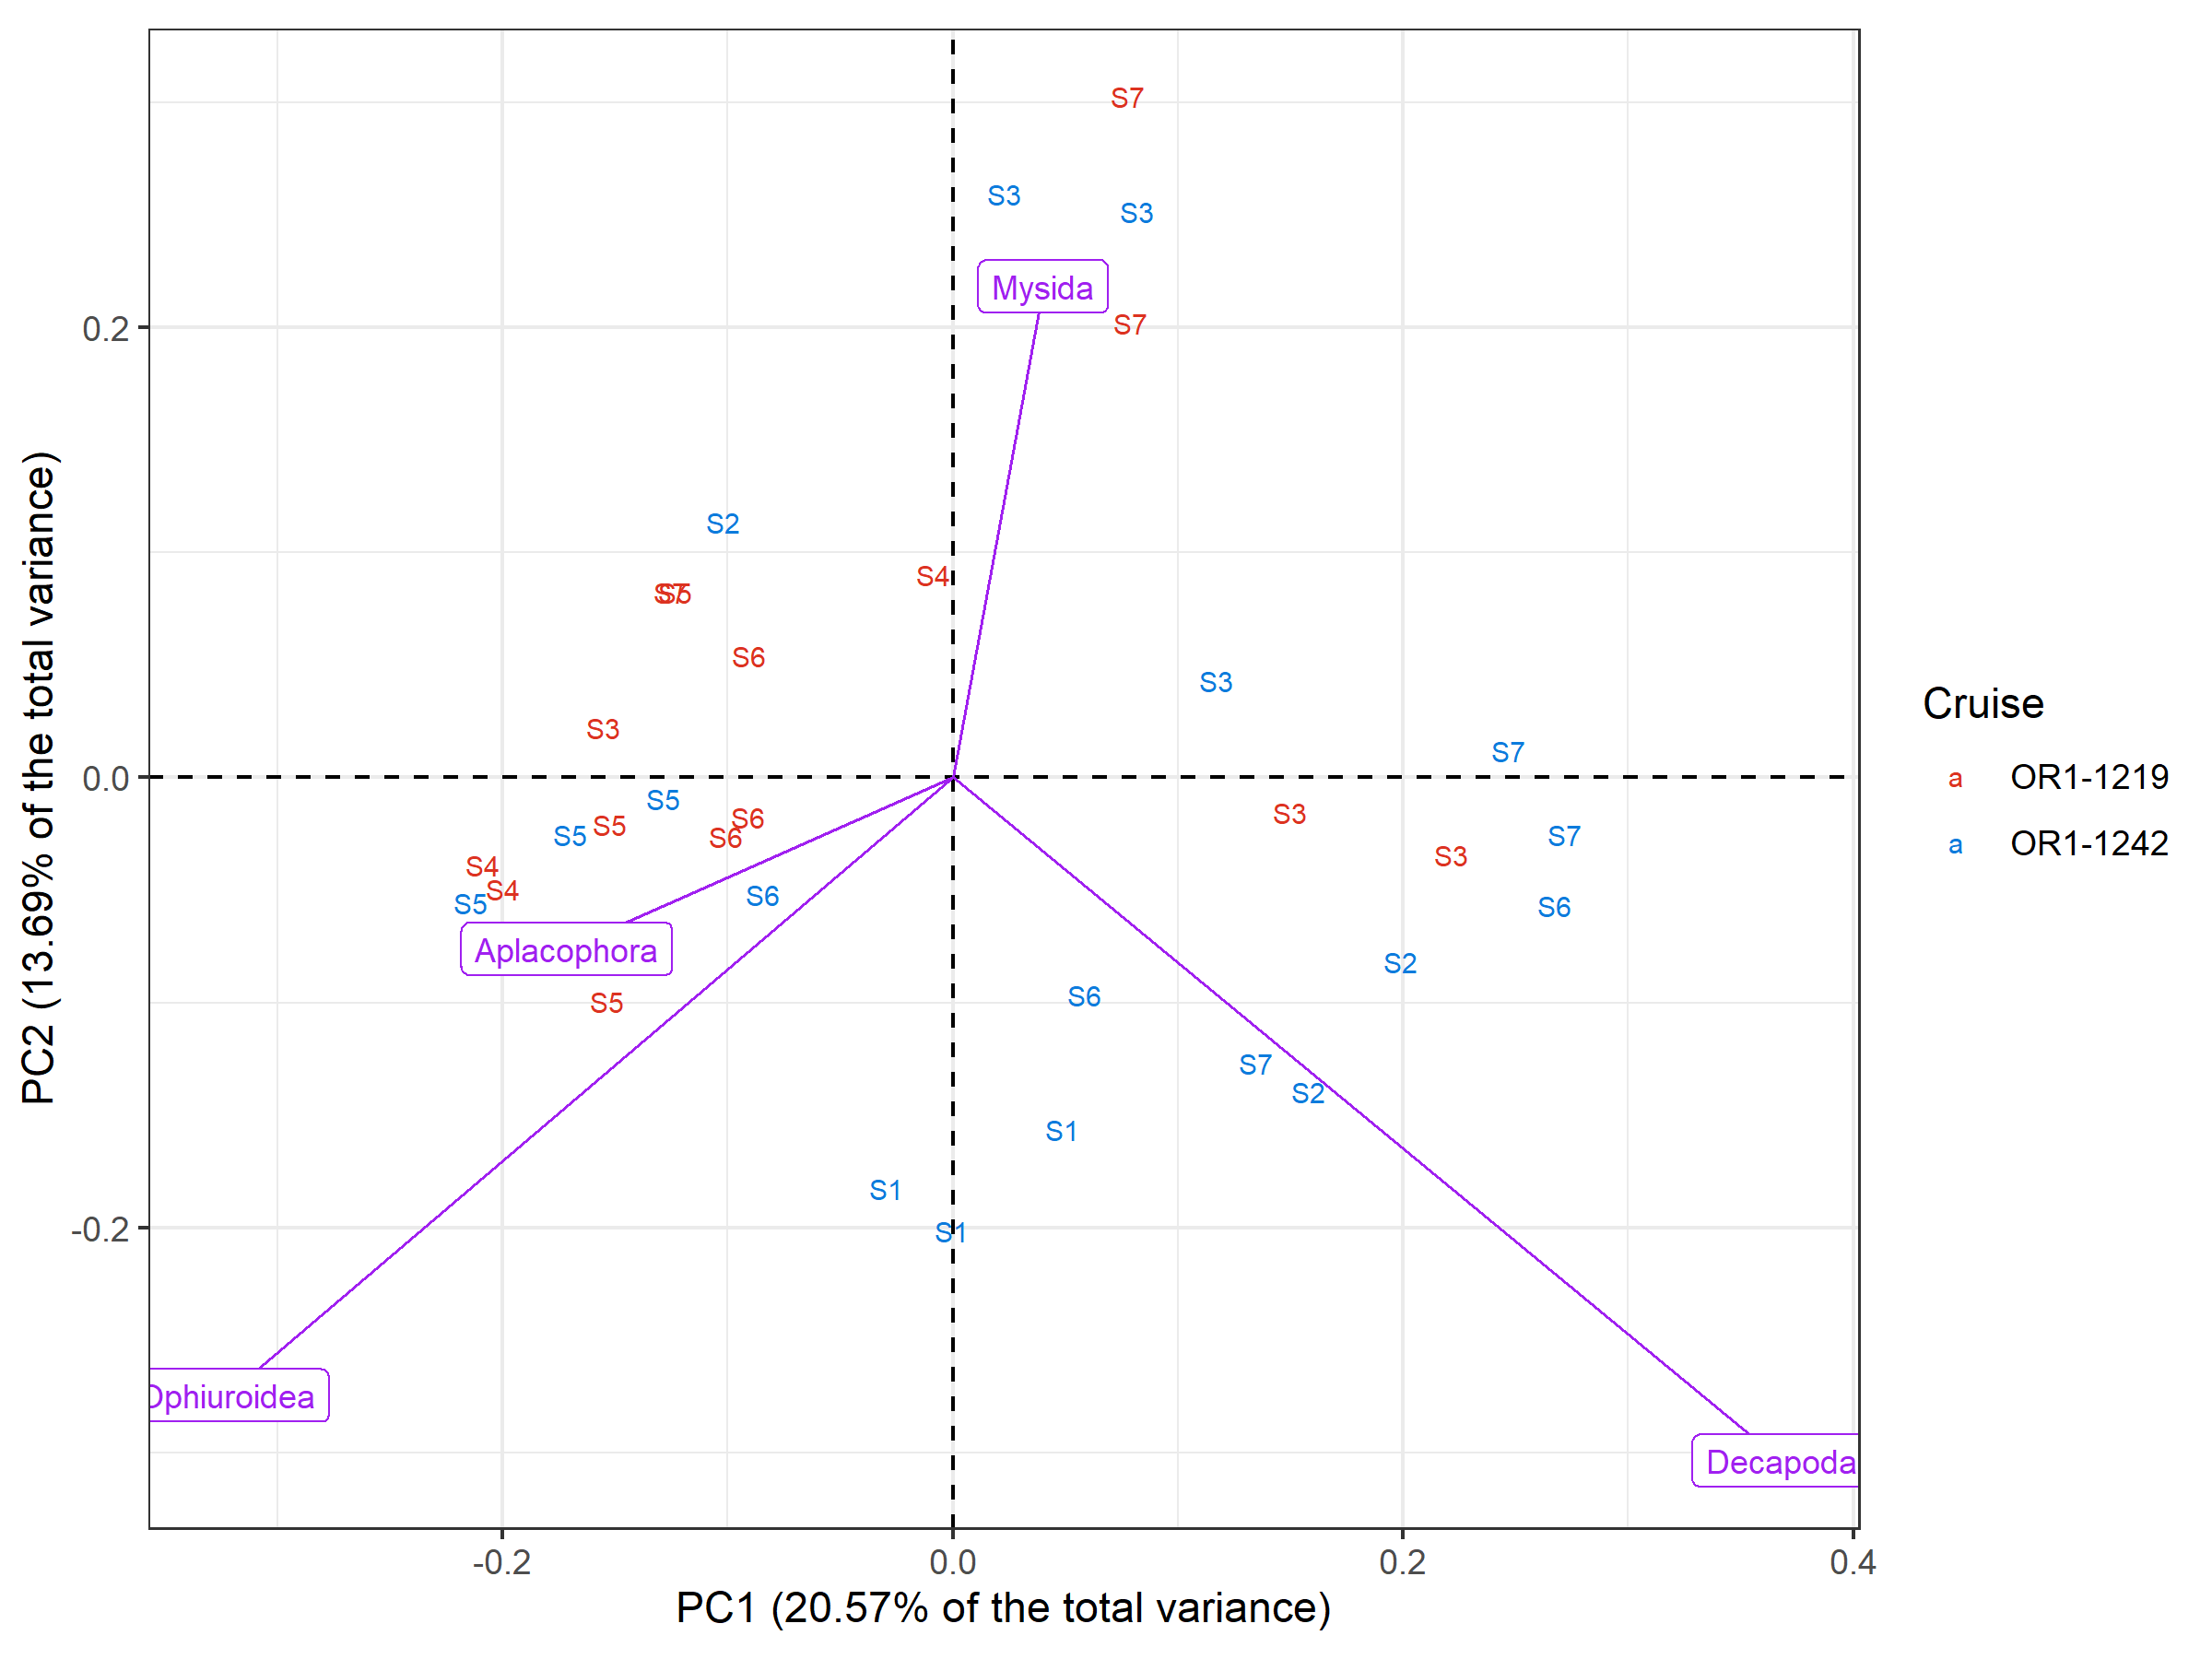 S7
S3
S3
Mysida
S7
0.2
S2
S4
S7
S5
S6
S3
S3
S7
0.0
S5
S3
S6
S5
S5
S6
S7
S3
S4
S4
S5
S6
S6
Aplacophora
S2
S5
S6
S7
S2
S1
S1
S1
-0.2
Ophiuroidea
Decapoda
-0.2
0.0
0.2
0.4
PC1 (20.57% of the total variance)
PC2 (13.69% of the total variance)
Cruise
a OR1-1219
a OR1-1242